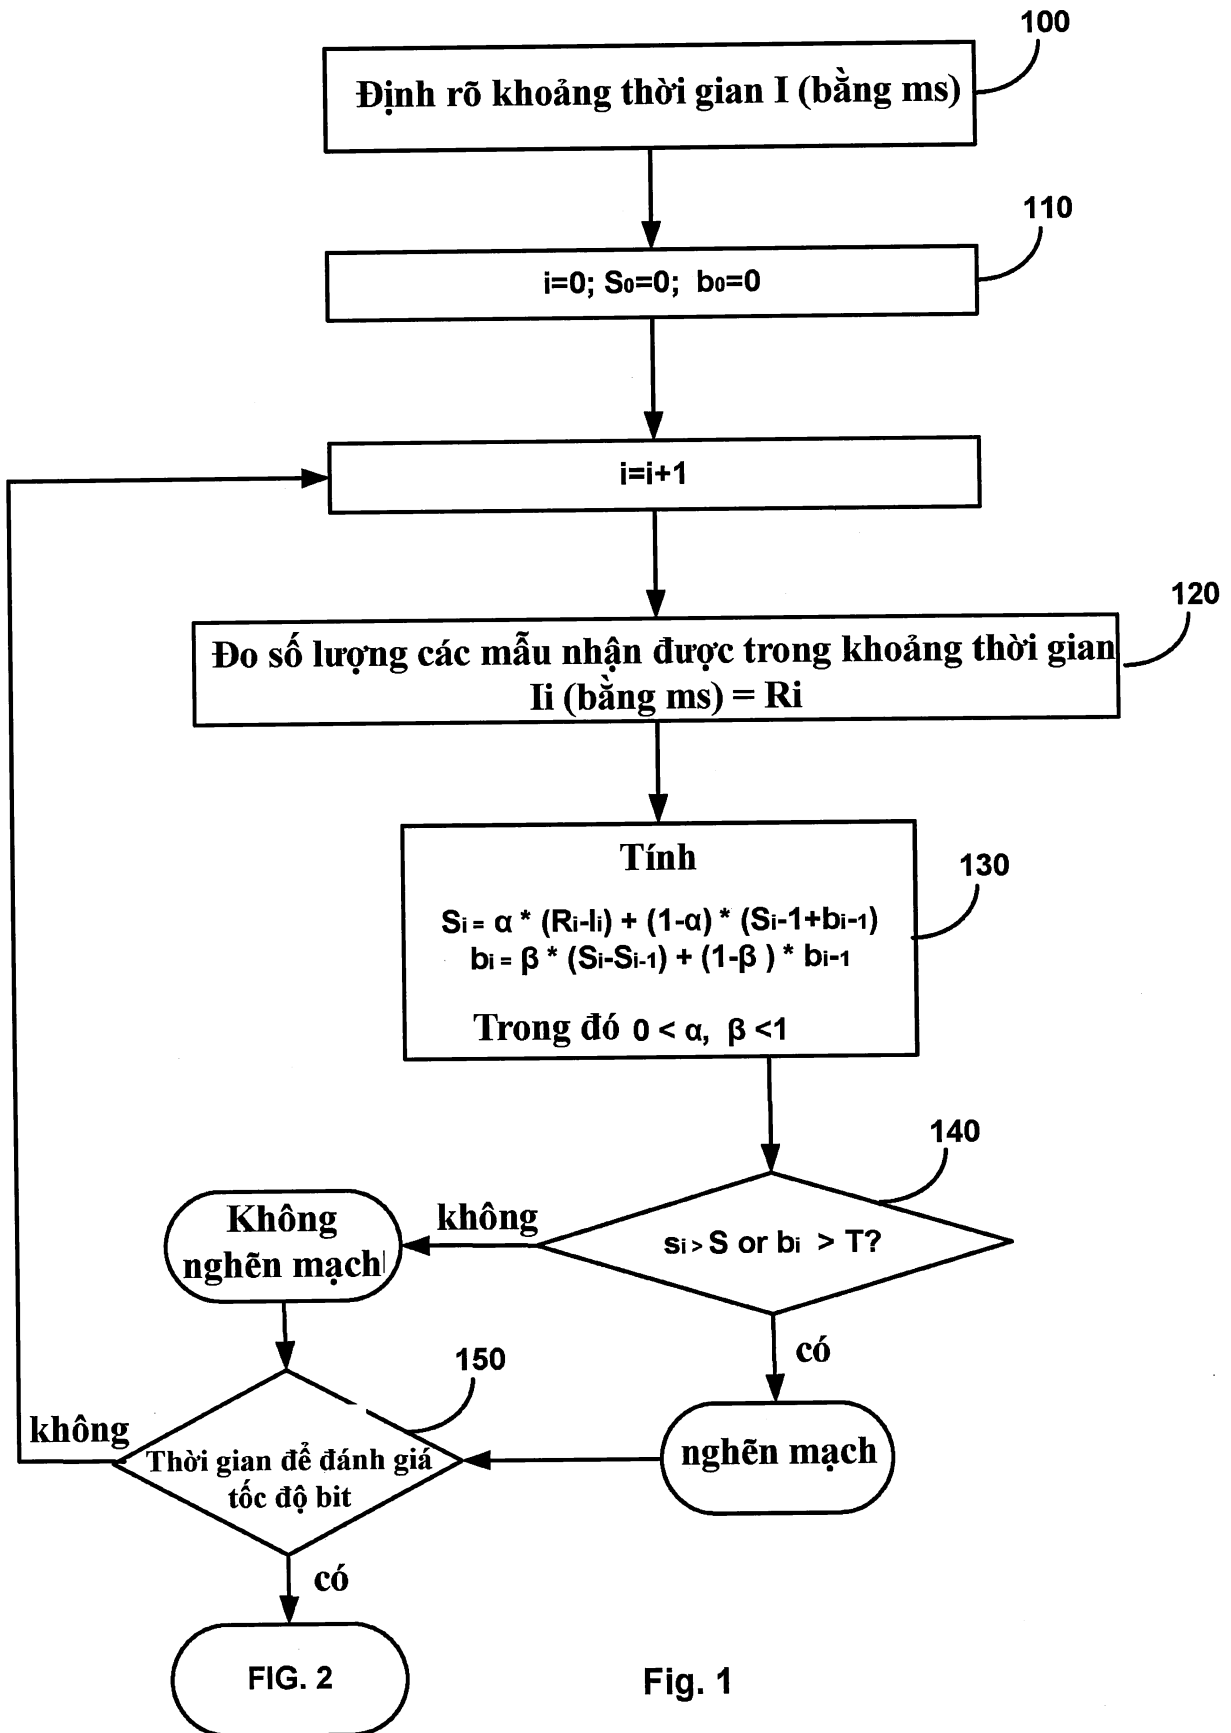 100
Định rõ khoảng thời gian I (bằng ms)
110
i=0; S₀=0; b₀=0
i=i+1
120
Đo số lượng các mẫu nhận được trong khoảng thời gian
Ii (bằng ms) = Ri
130
Tính
Sᵢ = α * (Rᵢ-Iᵢ) + (1-α) * (Sᵢ-1+bᵢ₋₁)
bᵢ = β * (Sᵢ-Sᵢ₋₁) + (1-β ) * bᵢ-₁
Trong đó 0 < α, β <1
140
sᵢ > S or bᵢ > T?
không
Không
nghẽn mạch
có
150
nghẽn mạch
không
Thời gian để đánh giá
tốc độ bit
có
FIG. 2
Fig. 1